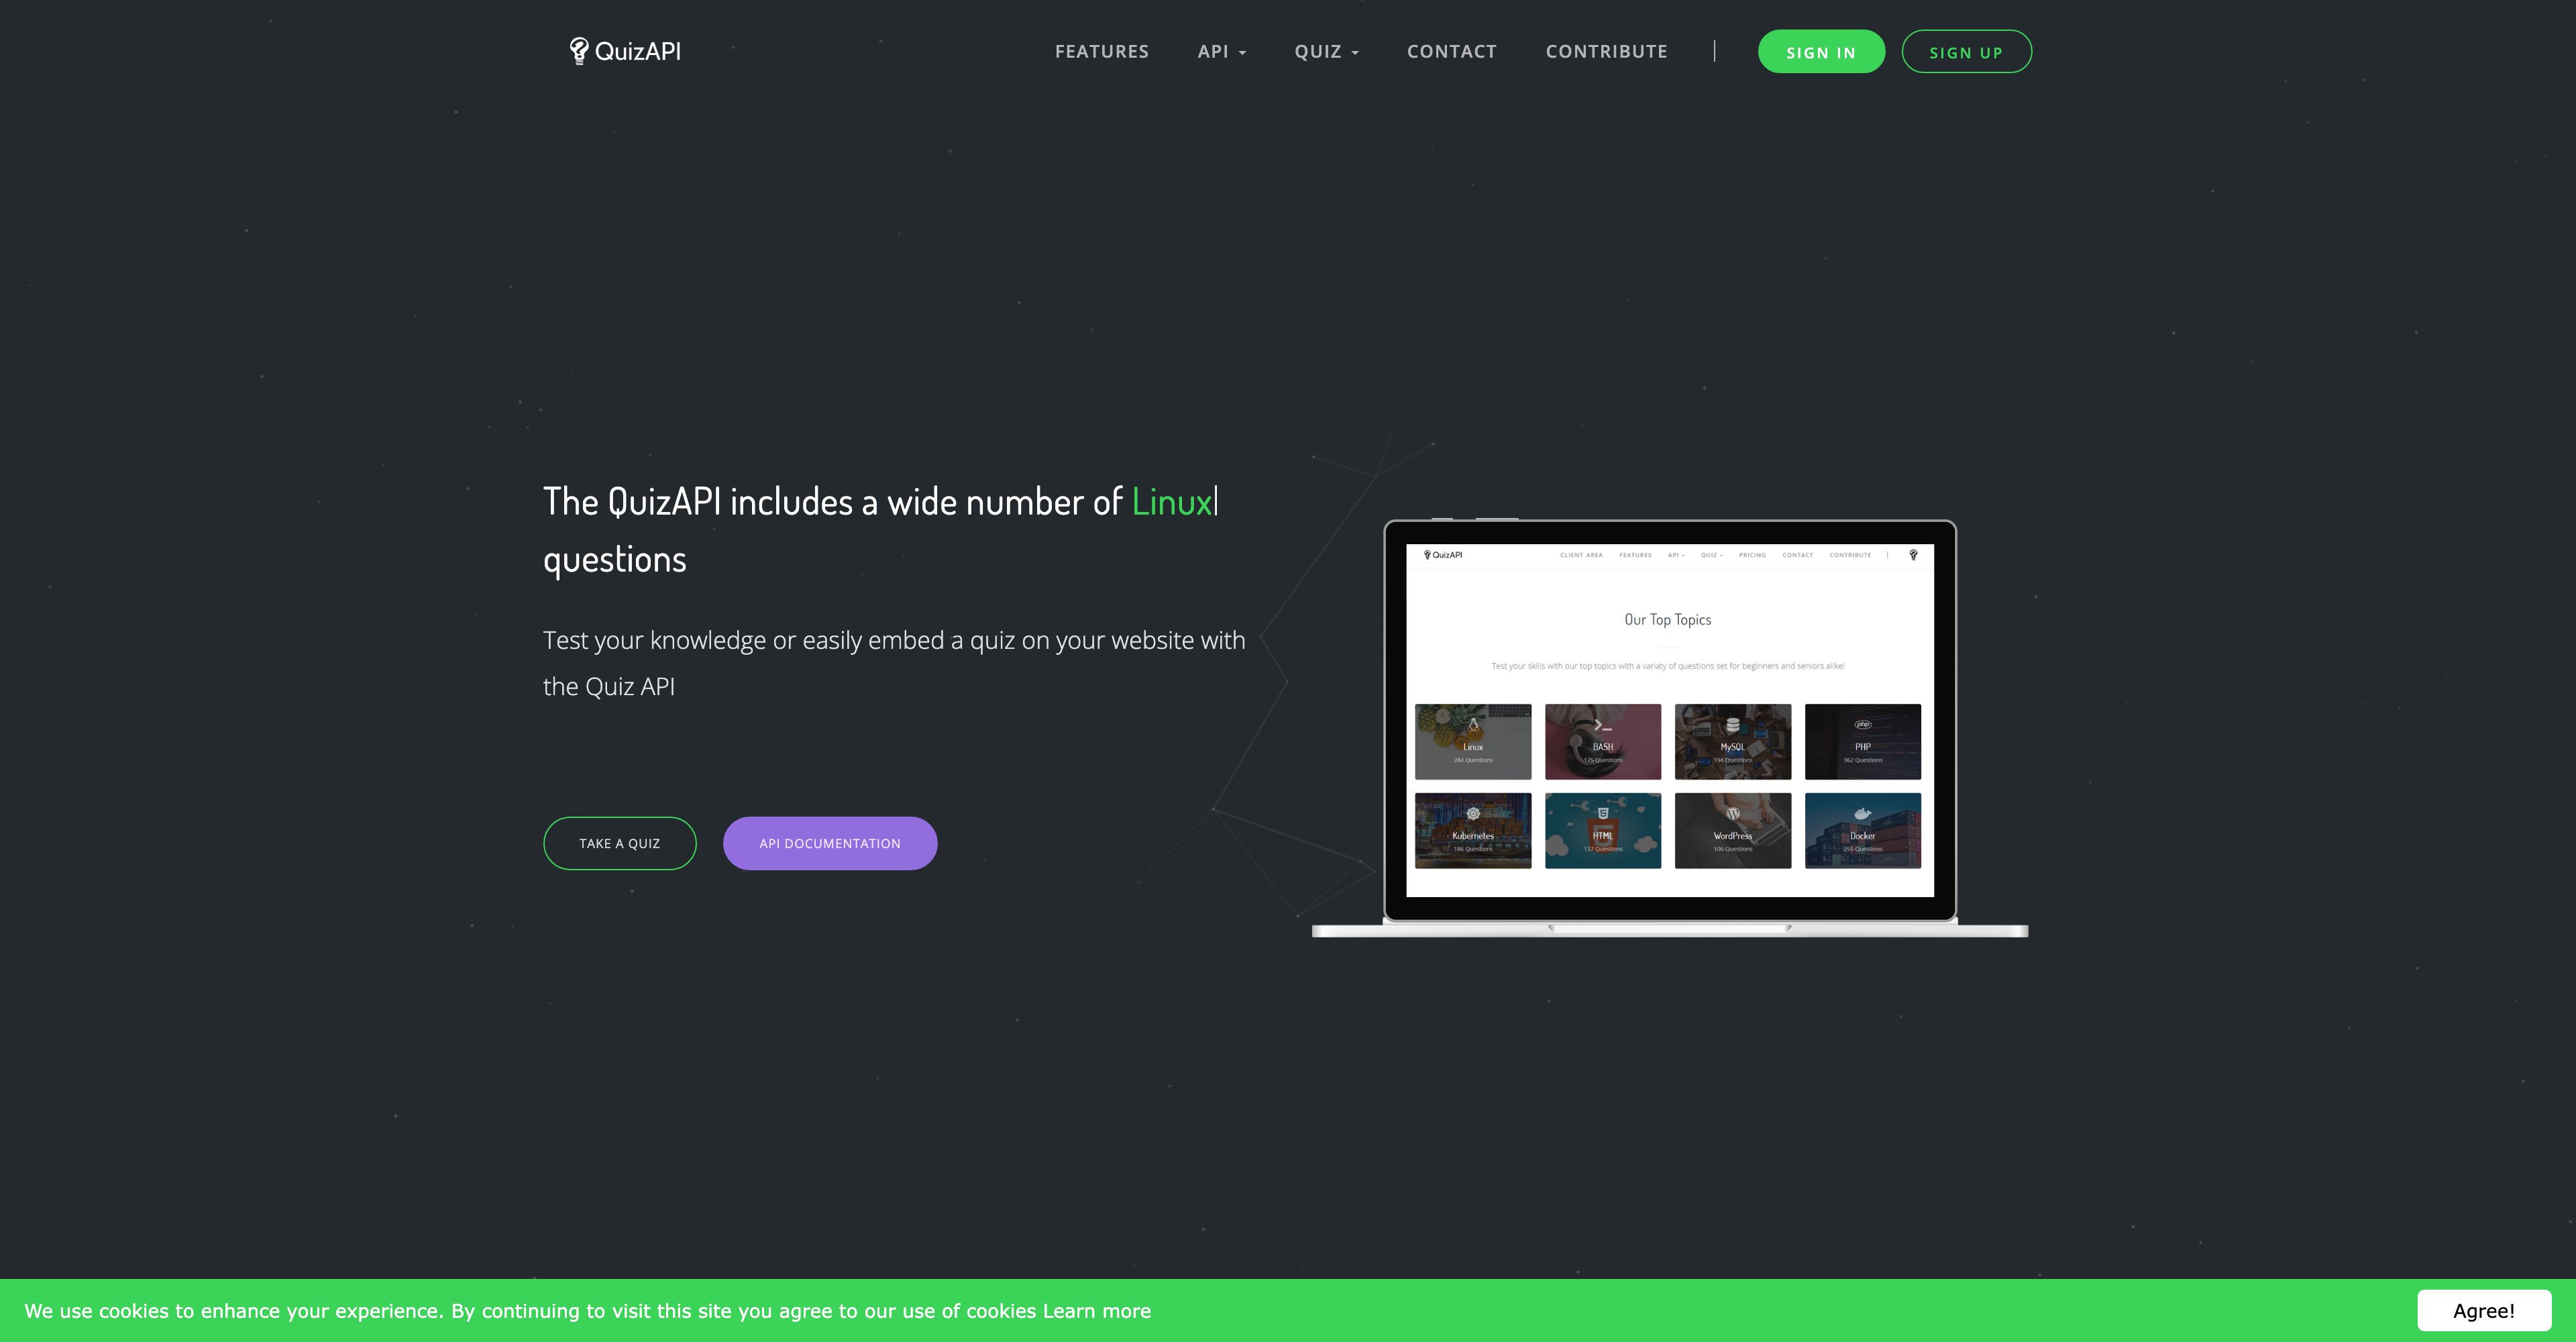 QuizAPI
FEATURES
API
QUIZ
CONTACT
CONTRIBUTE
SIGN IN
SIGN UP
The QuizAPI includes a wide number of Linux
questions
Test your knowledge or easily embed a quiz on your website with
the Quiz API
TAKE A QUIZ
API DOCUMENTATION
QuizAPI
CLIENT AREA
FEATURES
API
QUIZ
PRICING
CONTACT
CONTRIBUTE
Our Top Topics
Test your skills with our top topics with a variaty of questions set for beginners and seniors alike!
Linux
284 Questions
BASH
175 Questions
MySQL
194 Questions
php
PHP
362 Questions
Kubernetes
186 Questions
HTML
137 Questions
WordPress
106 Questions
Docker
255 Questions
We use cookies to enhance your experience. By continuing to visit this site you agree to our use of cookies Learn more
Agree!